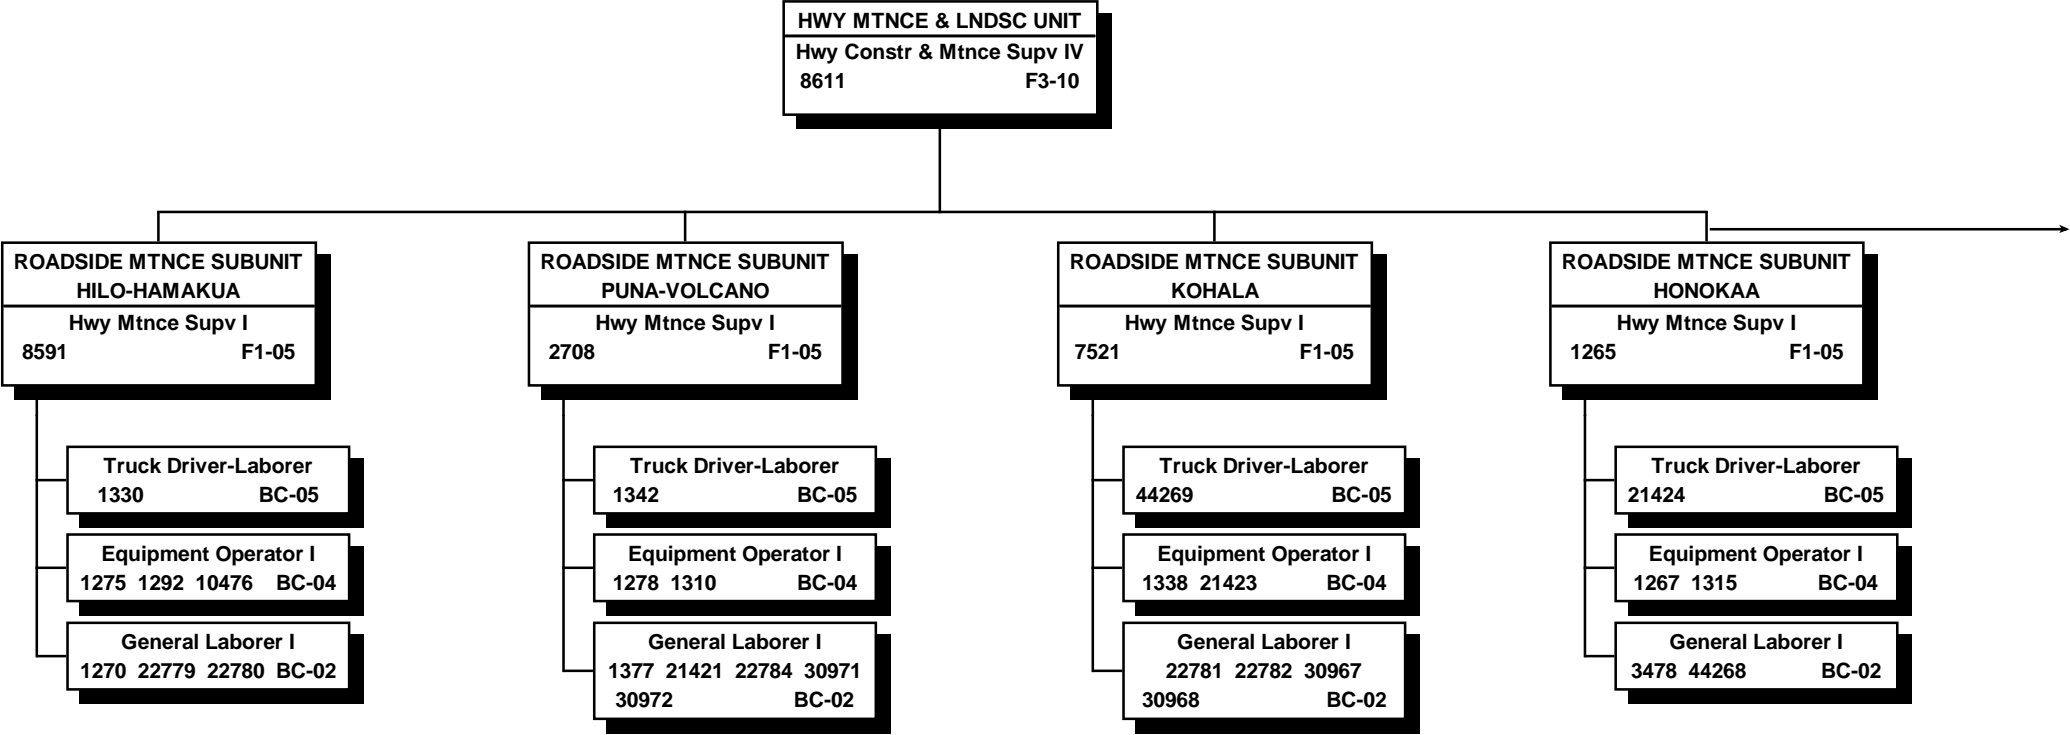 HWY MTNCE & LNDSC UNIT
Hwy Constr & Mtnce Supv IV
8611 F3-10
ROADSIDE MTNCE SUBUNIT
HILO-HAMAKUA
Hwy Mtnce Supv I
8591 F1-05
Truck Driver-Laborer
1330 BC-05
Equipment Operator I
1275 1292 10476 BC-04
General Laborer I
1270 22779 22780 BC-02
ROADSIDE MTNCE SUBUNIT
PUNA-VOLCANO
Hwy Mtnce Supv I
2708 F1-05
Truck Driver-Laborer
1342 BC-05
Equipment Operator I
1278 1310 BC-04
General Laborer I
1377 21421 22784 30971
30972 BC-02
ROADSIDE MTNCE SUBUNIT
KOHALA
Hwy Mtnce Supv I
7521 F1-05
Truck Driver-Laborer
44269 BC-05
Equipment Operator I
1338 21423 BC-04
General Laborer I
22781 22782 30967
30968 BC-02
ROADSIDE MTNCE SUBUNIT
HONOKAA
Hwy Mtnce Supv I
1265 F1-05
Truck Driver-Laborer
21424 BC-05
Equipment Operator I
1267 1315 BC-04
General Laborer I
3478 44268 BC-02